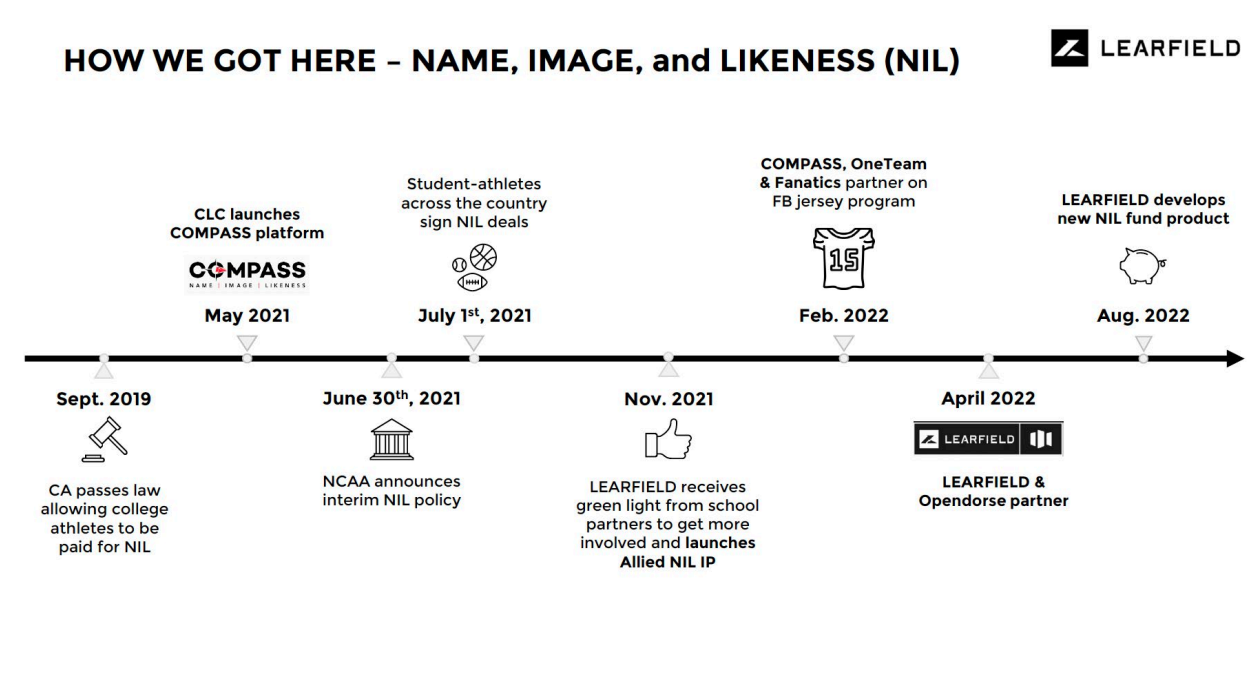 HOW WE GOT HERE – NAME, IMAGE, and LIKENESS (NIL)
LEARFIELD
CLC launches
COMPASS platform
COMPASS
NAME | IMAGE | LIKENESS
May 2021
Student-athletes
across the country
sign NIL deals
July 1st, 2021
COMPASS, OneTeam
& Fanatics partner on
FB jersey program
15
Feb. 2022
LEARFIELD develops
new NIL fund product
Aug. 2022
Sept. 2019
CA passes law
allowing college
athletes to be
paid for NIL
June 30th, 2021
NCAA announces
interim NIL policy
Nov. 2021
LEARFIELD receives
green light from school
partners to get more
involved and launches
Allied NIL IP
April 2022
LEARFIELD
LEARFIELD &
Opendorse partner